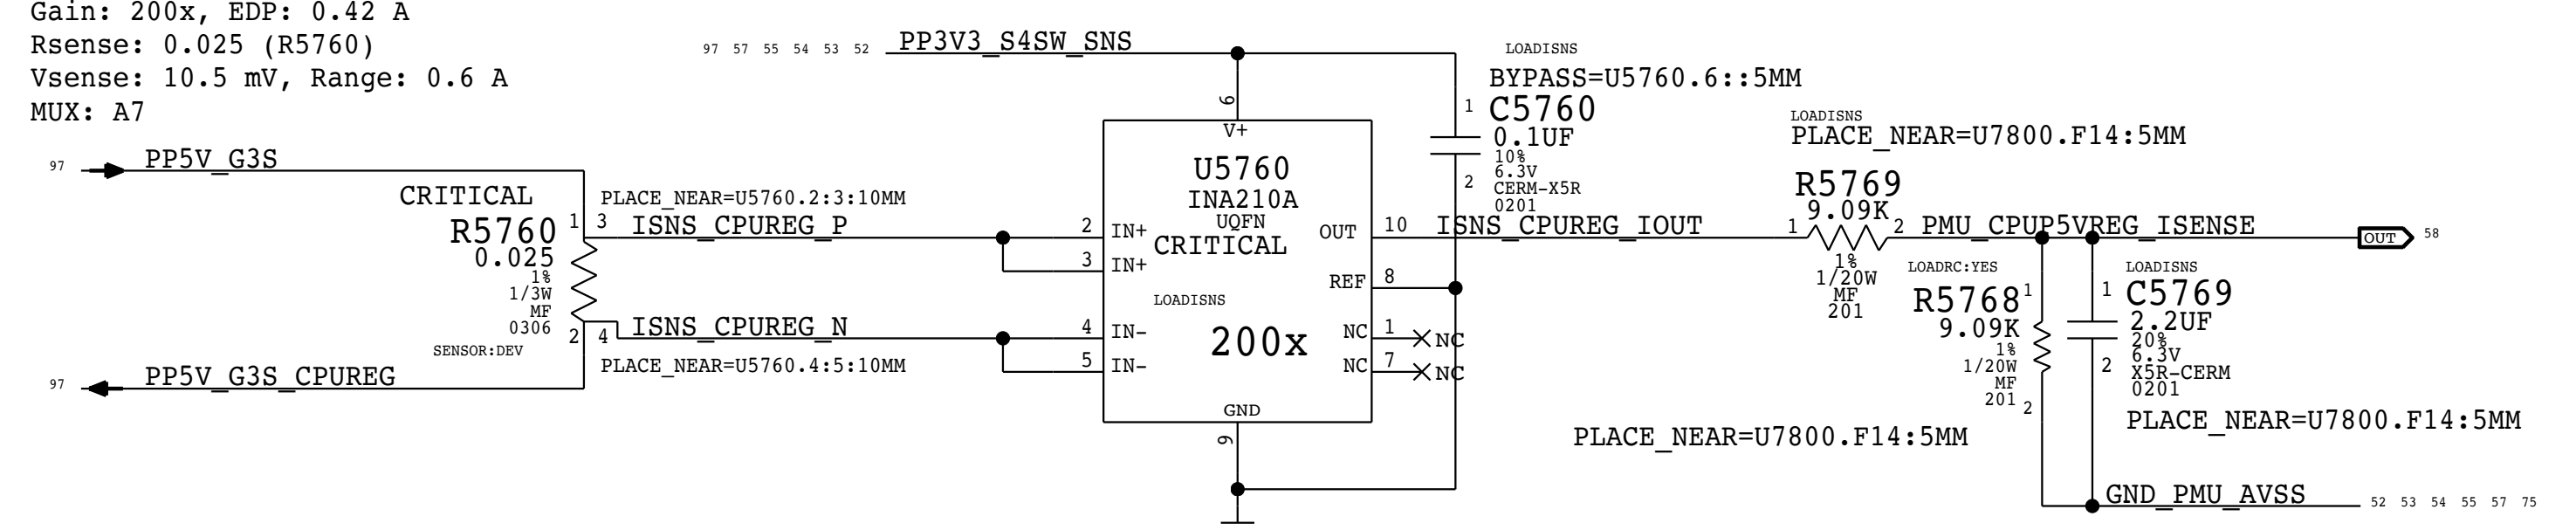 Gain: 200x, EDP: 0.42 A
Rsense: 0.025 (R5760)
Vsense: 10.5 mV, Range: 0.6 A
MUX: A7
97 57 55 54 53 52 PP3V3_S4SW_SNS
97 PP5V_G3S
CRITICAL
R5760
0.025
1%
1/3W
MF
0306
SENSOR:DEV
1 3
2 4
PLACE_NEAR=U5760.2:3:10MM
ISNS_CPUREG_P
ISNS_CPUREG_N
PLACE_NEAR=U5760.4:5:10MM
97 PP5V_G3S_CPUREG
6
V+
U5760
INA210A
UQFN
CRITICAL
LOADISNS
200x
2 IN+
3 IN+
4 IN-
5 IN-
OUT 10
REF 8
NC 1 NC
NC 7 NC
GND
9
LOADISNS
BYPASS=U5760.6::5MM
1
C5760
0.1UF
10%
6.3V
2
CERM-X5R
0201
ISNS_CPUREG_IOUT
LOADISNS
PLACE_NEAR=U7800.F14:5MM
R5769
9.09K
1 2
1%
1/20W
MF
201
PMU_CPUP5VREG_ISENSE
OUT 58
LOADRC:YES
R5768
1
9.09K
1%
1/20W
MF
201
2
PLACE_NEAR=U7800.F14:5MM
LOADISNS
1
C5769
2.2UF
20%
6.3V
2
X5R-CERM
0201
PLACE_NEAR=U7800.F14:5MM
GND_PMU_AVSS 52 53 54 55 57 75